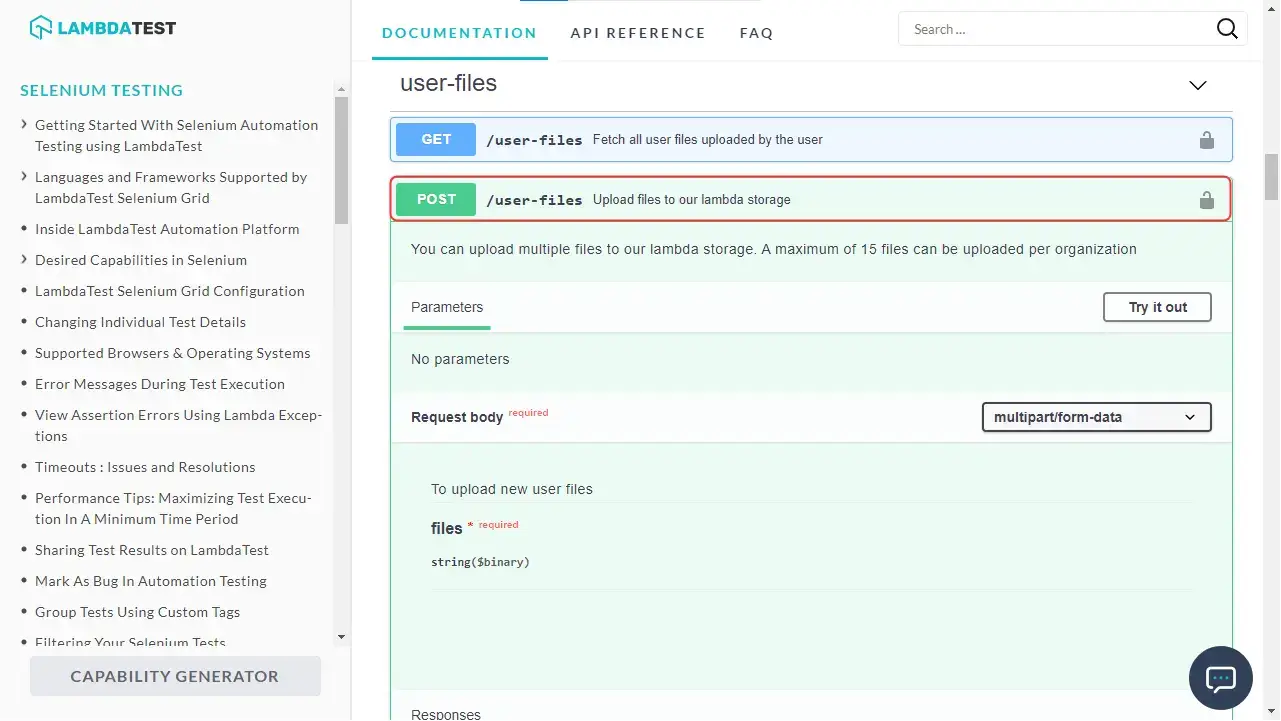 LAMBDATEST
DOCUMENTATION
API REFERENCE
FAQ
Search ...
SELENIUM TESTING
Getting Started With Selenium Automation
Testing using LambdaTest
Languages and Frameworks Supported by
LambdaTest Selenium Grid
Inside LambdaTest Automation Platform
Desired Capabilities in Selenium
LambdaTest Selenium Grid Configuration
Changing Individual Test Details
Supported Browsers & Operating Systems
Error Messages During Test Execution
View Assertion Errors Using Lambda Excep-
tions
Timeouts : Issues and Resolutions
Performance Tips: Maximizing Test Execu-
tion In A Minimum Time Period
Sharing Test Results on LambdaTest
Mark As Bug In Automation Testing
Group Tests Using Custom Tags
Filtering Your Selenium Tests
CAPABILITY GENERATOR
user-files
GET /user-files Fetch all user files uploaded by the user
POST /user-files Upload files to our lambda storage
You can upload multiple files to our lambda storage. A maximum of 15 files can be uploaded per organization
Parameters
Try it out
No parameters
Request body required
multipart/form-data
To upload new user files
files * required
string($binary)
Responses